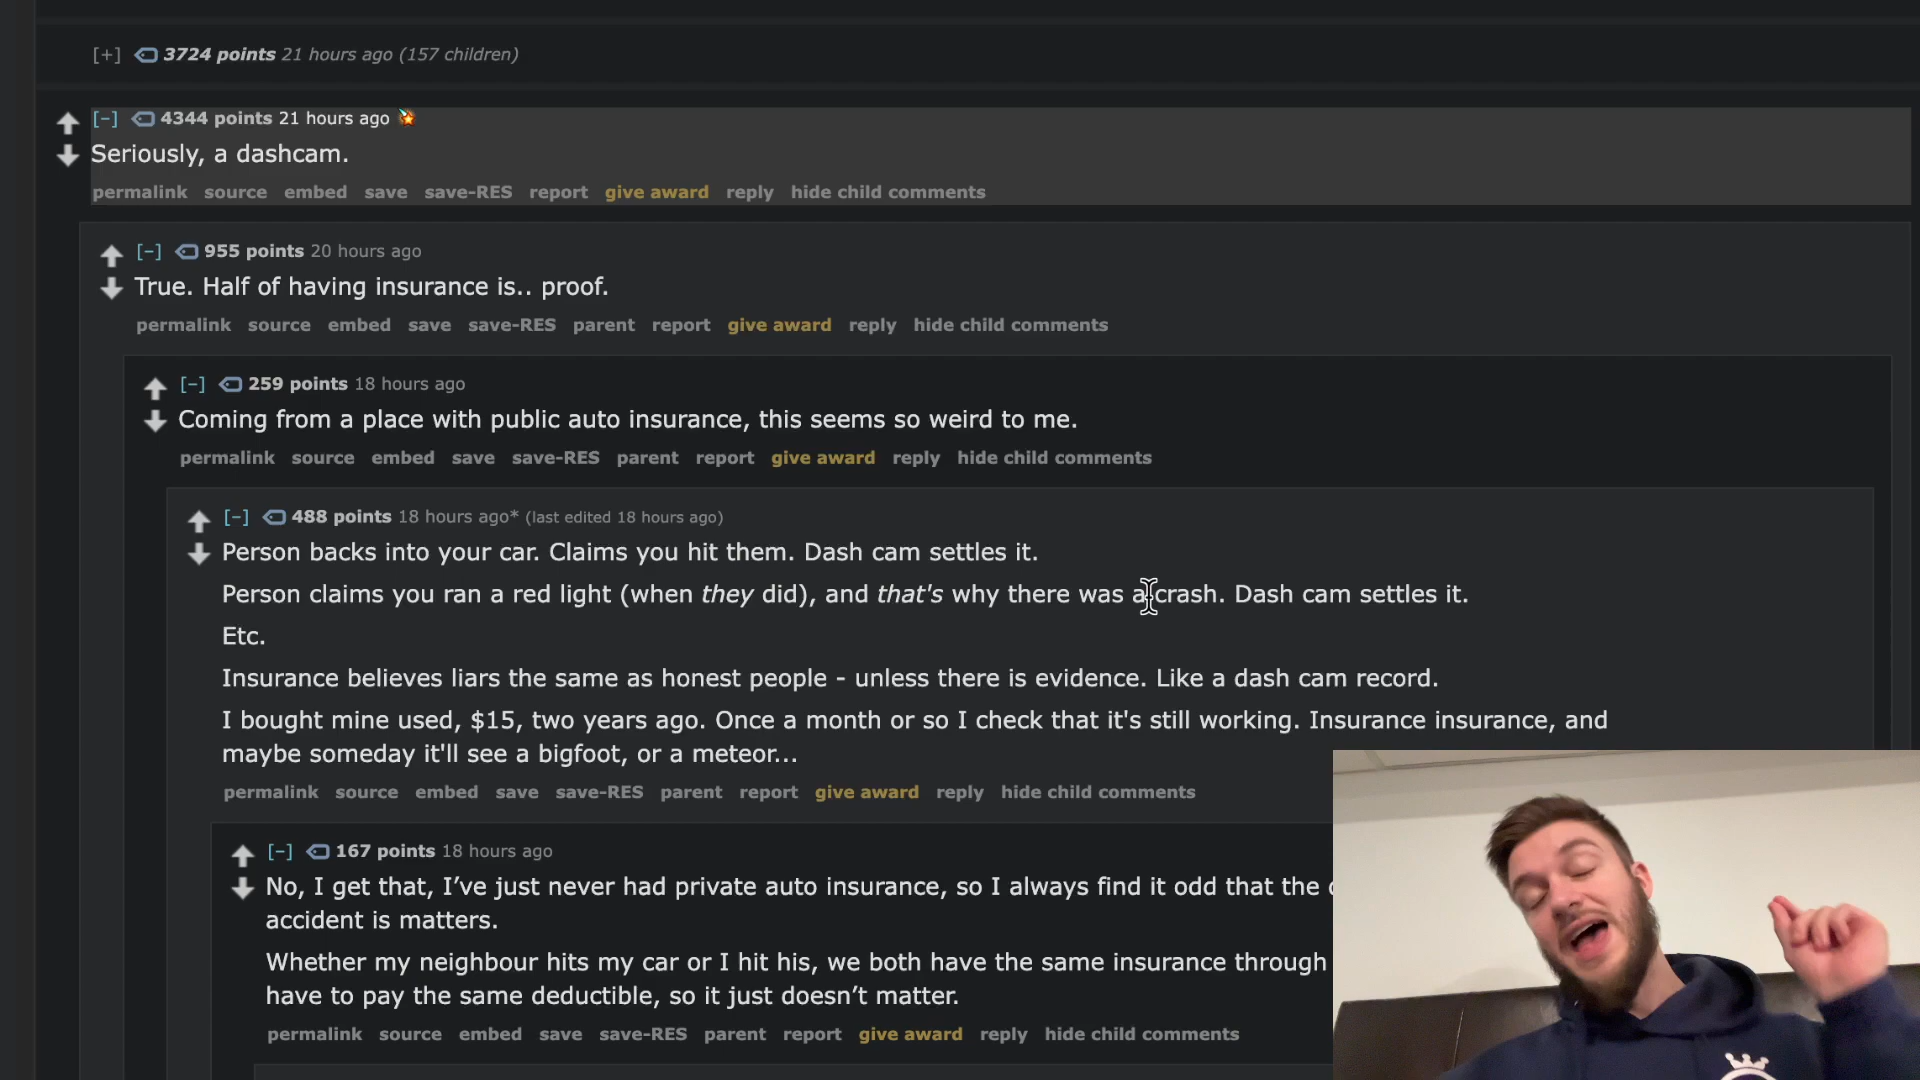 [+] 3724 points 21 hours ago (157 children)
[-] 4344 points 21 hours ago
Seriously, a dashcam.
permalink source embed save save-RES report give award reply hide child comments
[-] 955 points 20 hours ago
True. Half of having insurance is.. proof.
permalink source embed save save-RES parent report give award reply hide child comments
[-] 259 points 18 hours ago
Coming from a place with public auto insurance, this seems so weird to me.
permalink source embed save save-RES parent report give award reply hide child comments
[-] 488 points 18 hours ago* (last edited 18 hours ago)
Person backs into your car. Claims you hit them. Dash cam settles it.
Person claims you ran a red light (when they did), and that's why there was a crash. Dash cam settles it.
Etc.
Insurance believes liars the same as honest people - unless there is evidence. Like a dash cam record.
I bought mine used, $15, two years ago. Once a month or so I check that it's still working. Insurance insurance, and
maybe someday it'll see a bigfoot, or a meteor...
permalink source embed save save-RES parent report give award reply hide child comments
[-] 167 points 18 hours ago
No, I get that, I’ve just never had private auto insurance, so I always find it odd that the
accident is matters.
Whether my neighbour hits my car or I hit his, we both have the same insurance through
have to pay the same deductible, so it just doesn’t matter.
permalink source embed save save-RES parent report give award reply hide child comments